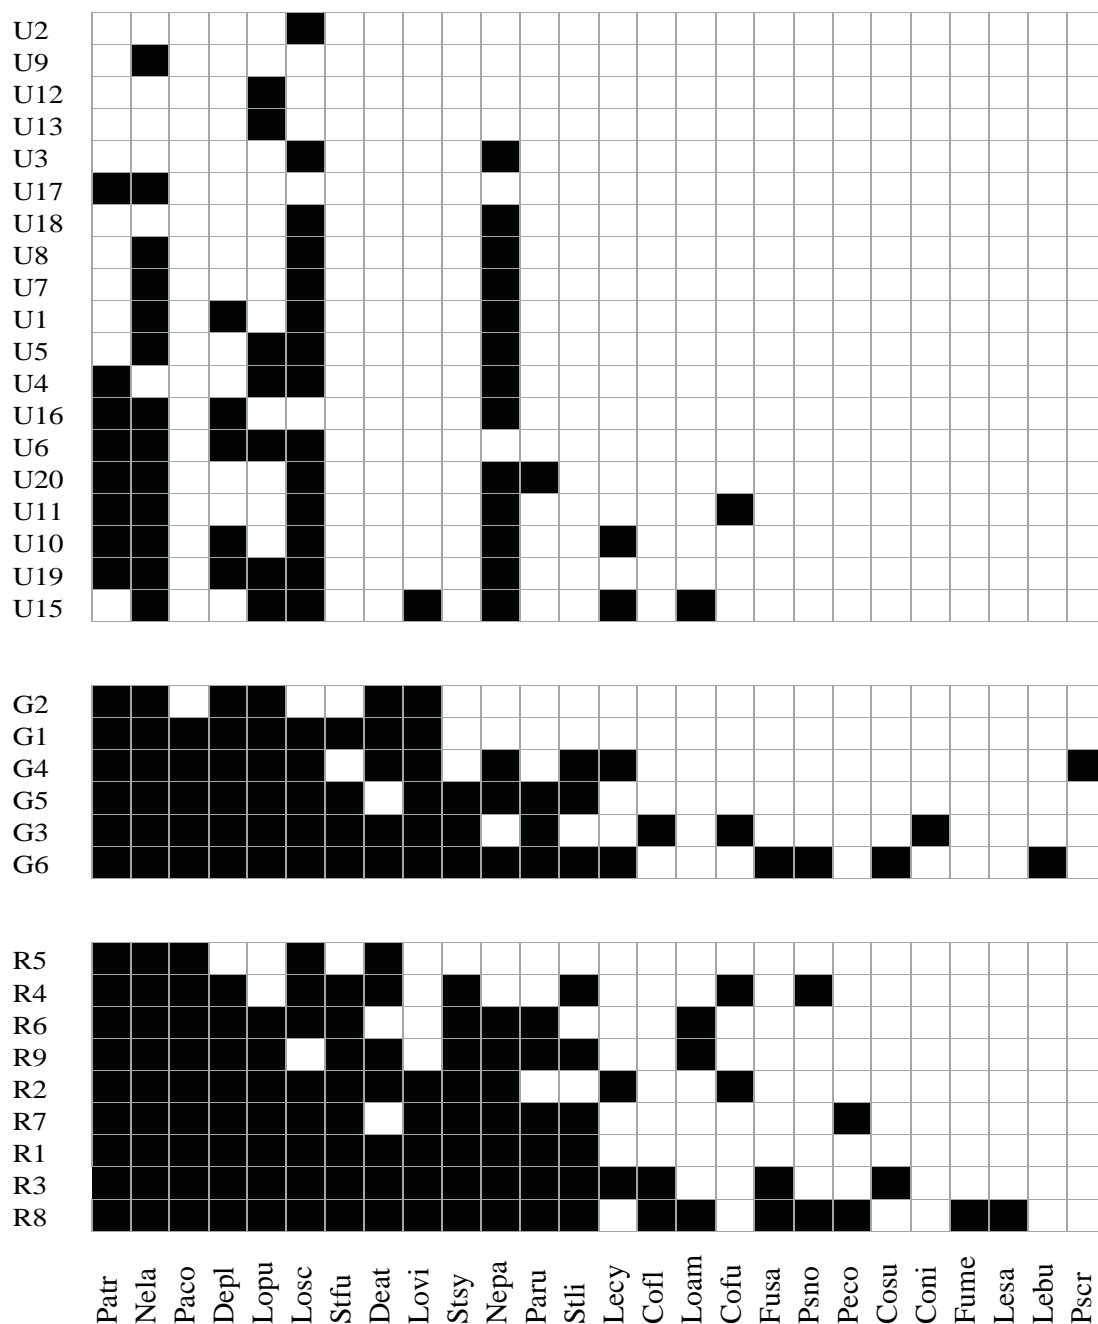 U2
U9
U12
U13
U3
U17
U18
U8
U7
U1
U5
U4
U16
U6
U20
U11
U10
U19
U15
G2
G1
G4
G5
G3
G6
R5
R4
R6
R9
R2
R7
R1
R3
R8
Patr
Nela
Paco
Depl
Lopu
Losc
Stfu
Deat
Lovi
Stsy
Nepa
Paru
Stli
Lecy
Cofl
Loam
Cofu
Fusa
Psno
Peco
Cosu
Coni
Fume
Lesa
Lebu
Pscr